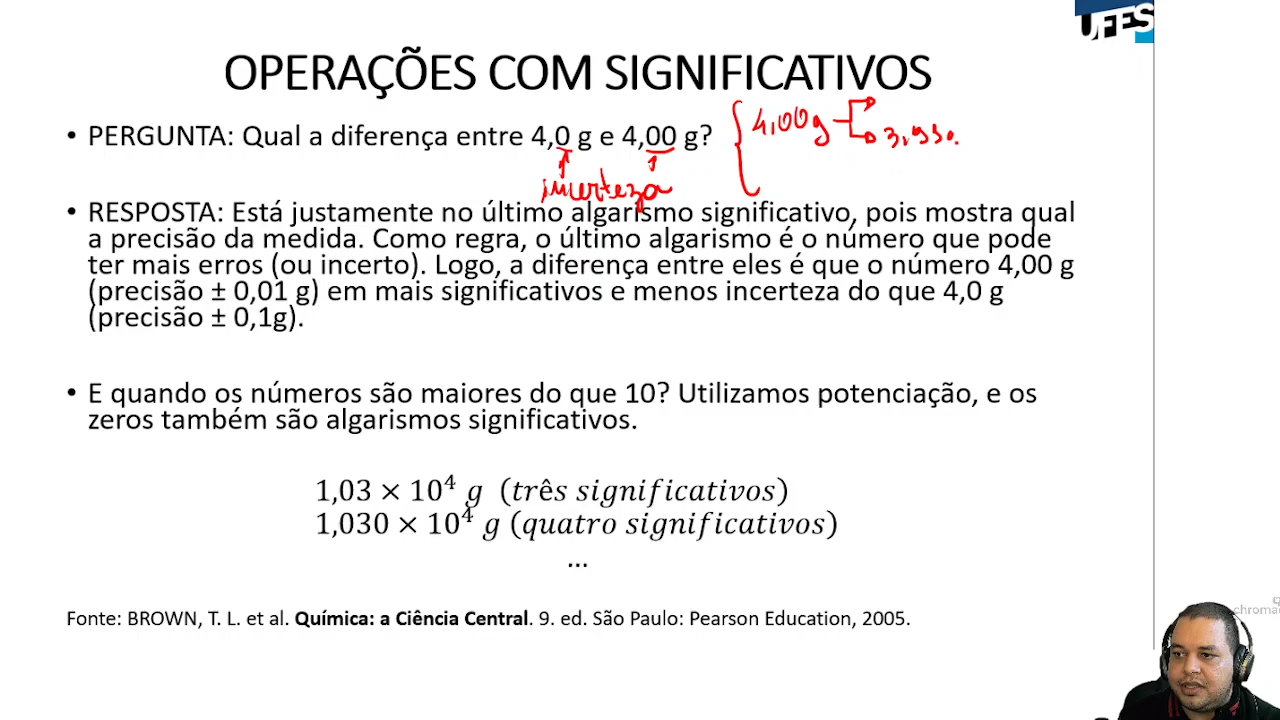 UFES
OPERAÇÕES COM SIGNIFICATIVOS
• PERGUNTA: Qual a diferença entre 4,0 g e 4,00 g?
4,00g
incerteza
• RESPOSTA: Está justamente no último algarismo significativo, pois mostra qual
a precisão da medida. Como regra, o último algarismo é o número que pode
ter mais erros (ou incerto). Logo, a diferença entre eles é que o número 4,00 g
(precisão ± 0,01 g) em mais significativos e menos incerteza do que 4,0 g
(precisão ± 0,1g).
• E quando os números são maiores do que 10? Utilizamos potenciação, e os
zeros também são algarismos significativos.
1,03 × 10⁴ g (três significativos)
1,030 × 10⁴ g (quatro significativos)
...
Fonte: BROWN, T. L. et al. Química: a Ciência Central. 9. ed. São Paulo: Pearson Education, 2005.